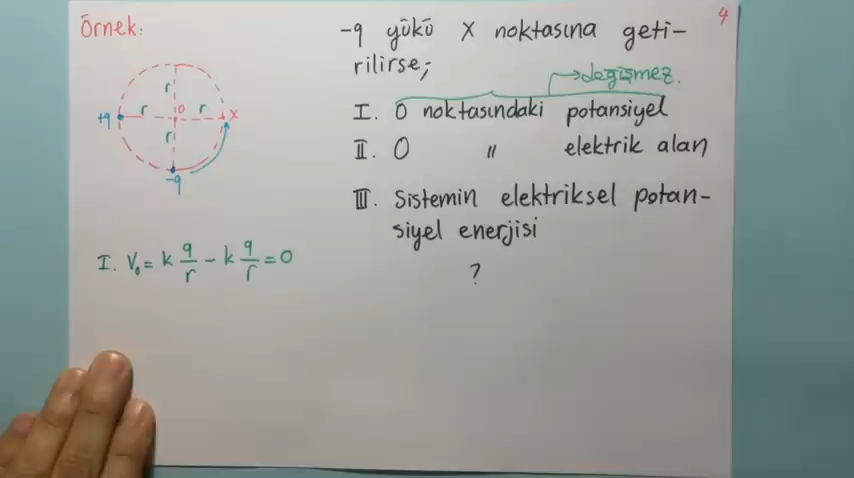 Örnek:
4
-q yükü X noktasına geti-
rilirse;
değişmez.
I. O noktasındaki potansiyel
II. O " elektrik alan
III. Sistemin elektriksel potan-
siyel enerjisi
?
r
+q r O r X
r
-q
I. V₀ = k q/r - k q/r = 0